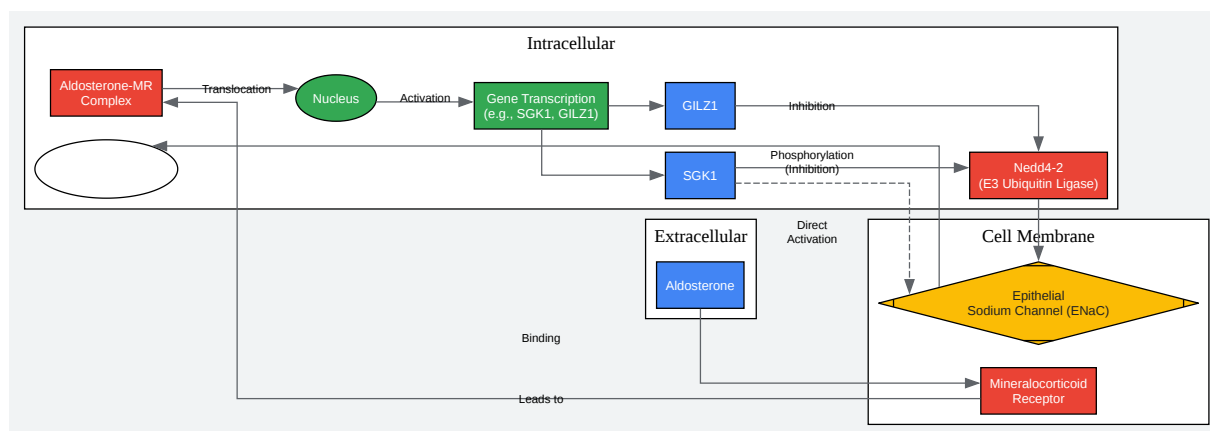 Intracellular
Aldosterone-MR
Complex
Translocation
Nucleus
Activation
Gene Transcription
(e.g., SGK1, GILZ1)
GILZ1
Inhibition
SGK1
Phosphorylation
(Inhibition)
Nedd4-2
(E3 Ubiquitin Ligase)
Direct
Activation
Extracellular
Aldosterone
Cell Membrane
Epithelial
Sodium Channel (ENaC)
Binding
Mineralocorticoid
Receptor
Leads to